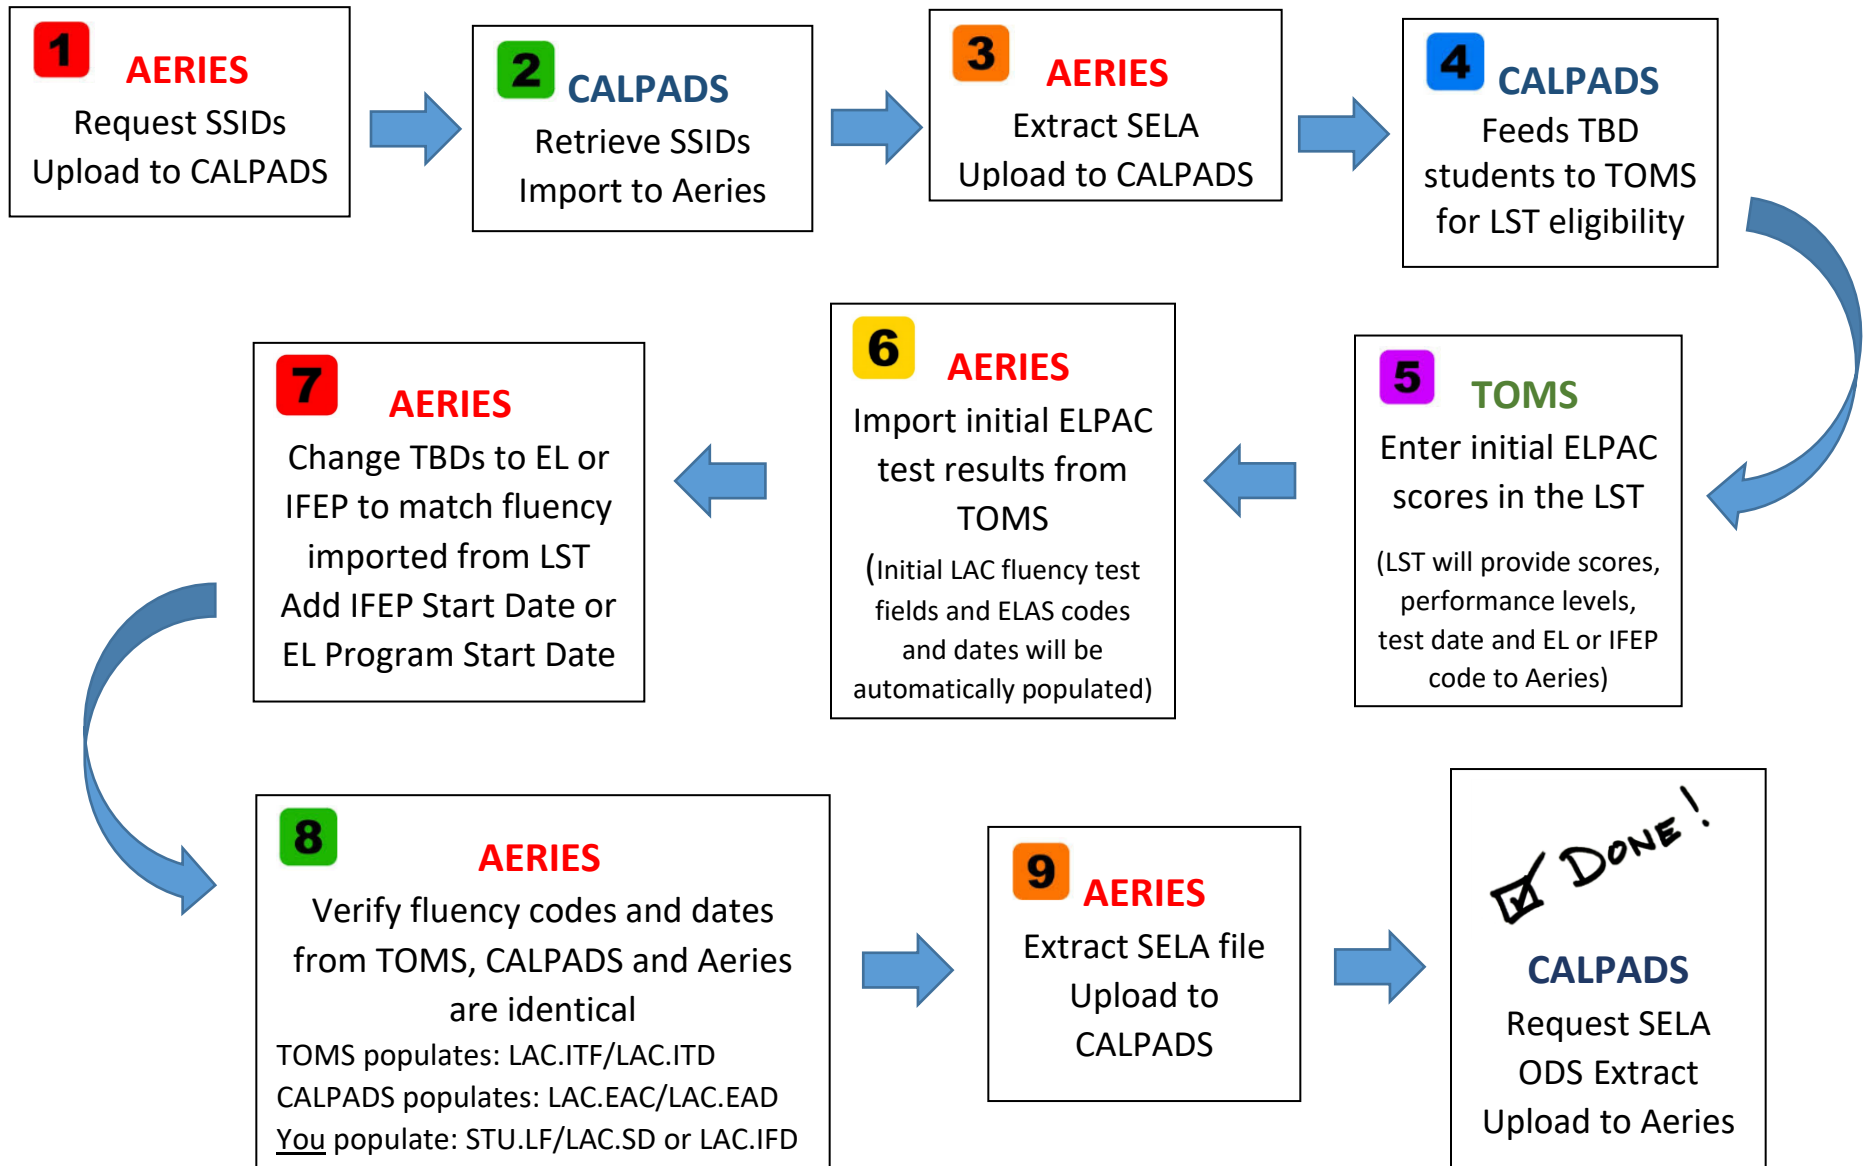 1
AERIES
Request SSIDs
Upload to CALPADS
2
CALPADS
Retrieve SSIDs
Import to Aeries
3
AERIES
Extract SELA
Upload to CALPADS
4
CALPADS
Feeds TBD
students to TOMS
for LST eligibility
5
TOMS
Enter initial ELPAC
scores in the LST
(LST will provide scores,
performance levels,
test date and EL or IFEP
code to Aeries)
6
AERIES
Import initial ELPAC
test results from
TOMS
(Initial LAC fluency test
fields and ELAS codes
and dates will be
automatically populated)
7
AERIES
Change TBDs to EL or
IFEP to match fluency
imported from LST
Add IFEP Start Date or
EL Program Start Date
8
AERIES
Verify fluency codes and dates
from TOMS, CALPADS and Aeries
are identical
TOMS populates: LAC.ITF/LAC.ITD
CALPADS populates: LAC.EAC/LAC.EAD
You populate: STU.LF/LAC.SD or LAC.IFD
9
AERIES
Extract SELA file
Upload to
CALPADS
DONE!
CALPADS
Request SELA
ODS Extract
Upload to Aeries